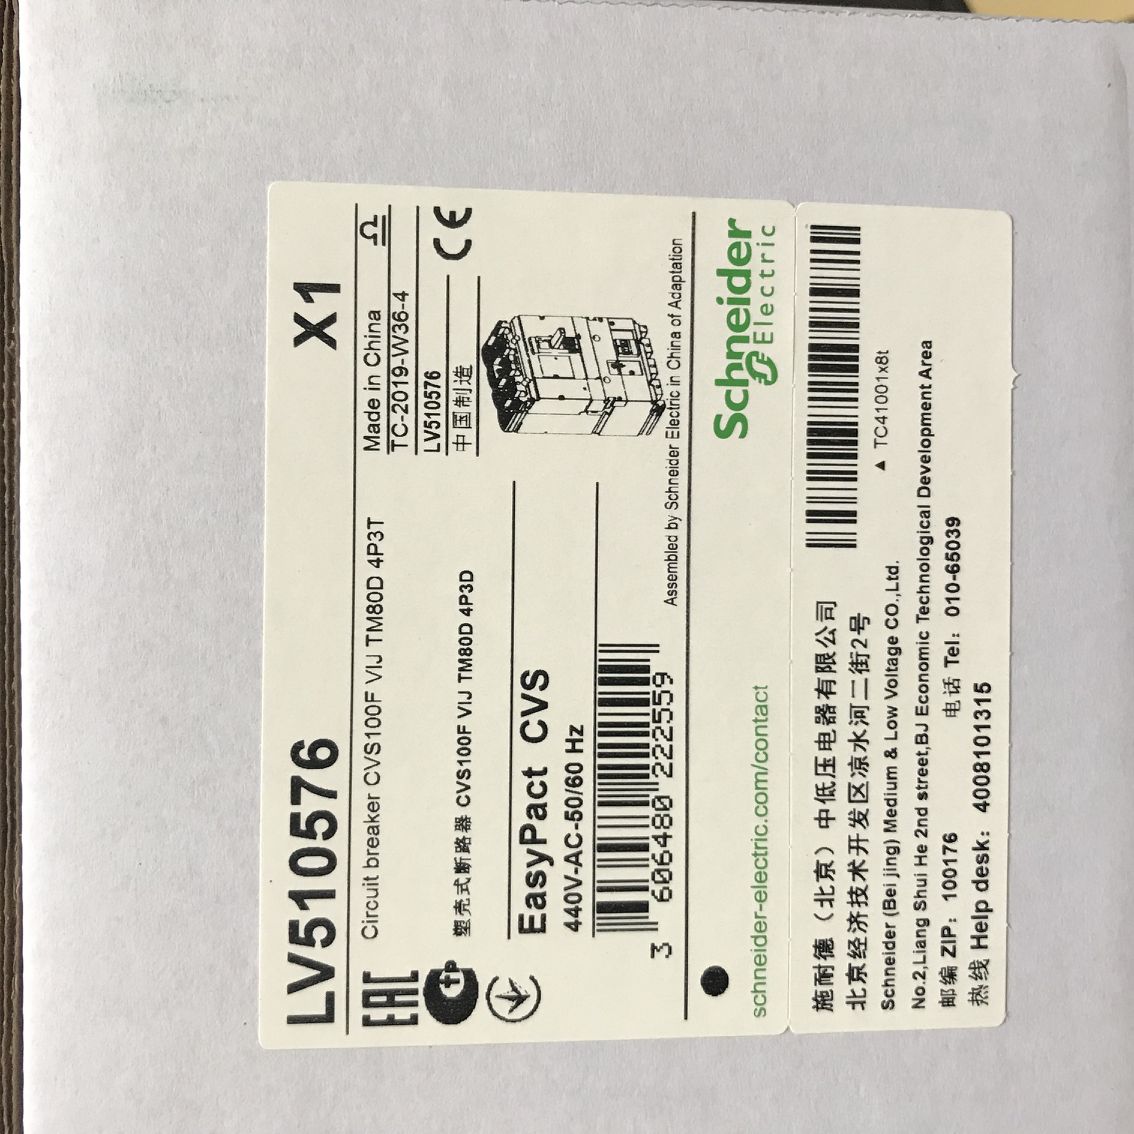 LV510576 X1
Circuit breaker CVS100F VIJ TM80D 4P3T
Made in China
TC-2019-W36-4
LV510576
中国制造
CE
EAC
塑壳式断路器 CVS100F VIJ TM80D 4P3D
EasyPact CVS
440V-AC-50/60 Hz
3 606480 222559
Assembled by Schneider Electric in China of Adaptation
schneider-electric.com/contact
Schneider
Electric
施耐德（北京）中低压电器有限公司
北京经济技术开发区凉水河二街2号
▲ TC41001x8t
Schneider (Bei jing) Medium & Low Voltage CO.,Ltd.
No.2,Liang Shui He 2nd street,BJ Economic Technological Development Area
邮编 ZIP: 100176 电话 Tel: 010-65039
热线 Help desk: 4008101315